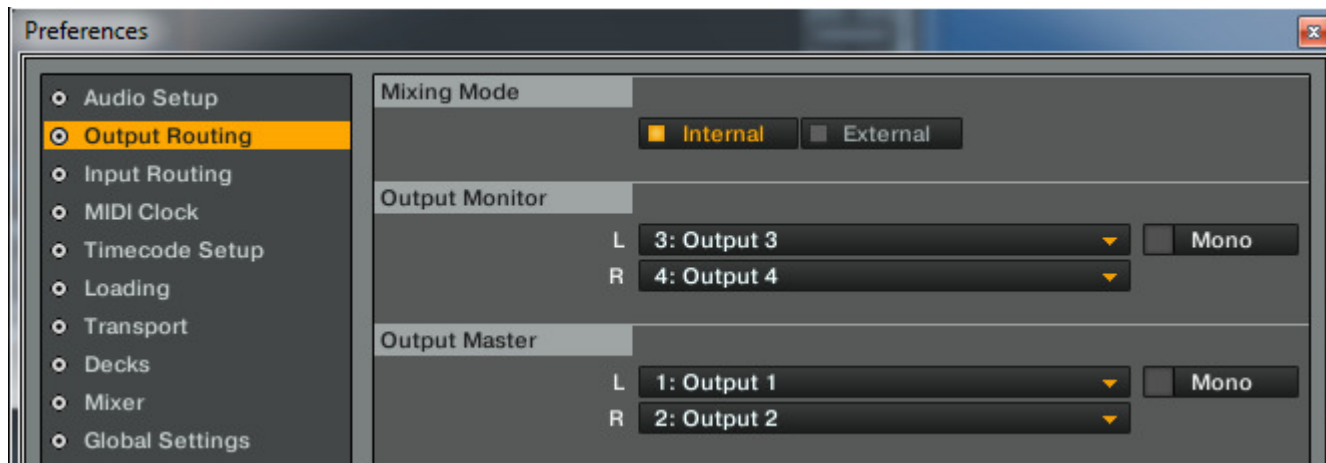 Preferences
Audio Setup
Output Routing
Input Routing
MIDI Clock
Timecode Setup
Loading
Transport
Decks
Mixer
Global Settings
Mixing Mode
Internal External
Output Monitor
L 3: Output 3 Mono
R 4: Output 4
Output Master
L 1: Output 1 Mono
R 2: Output 2